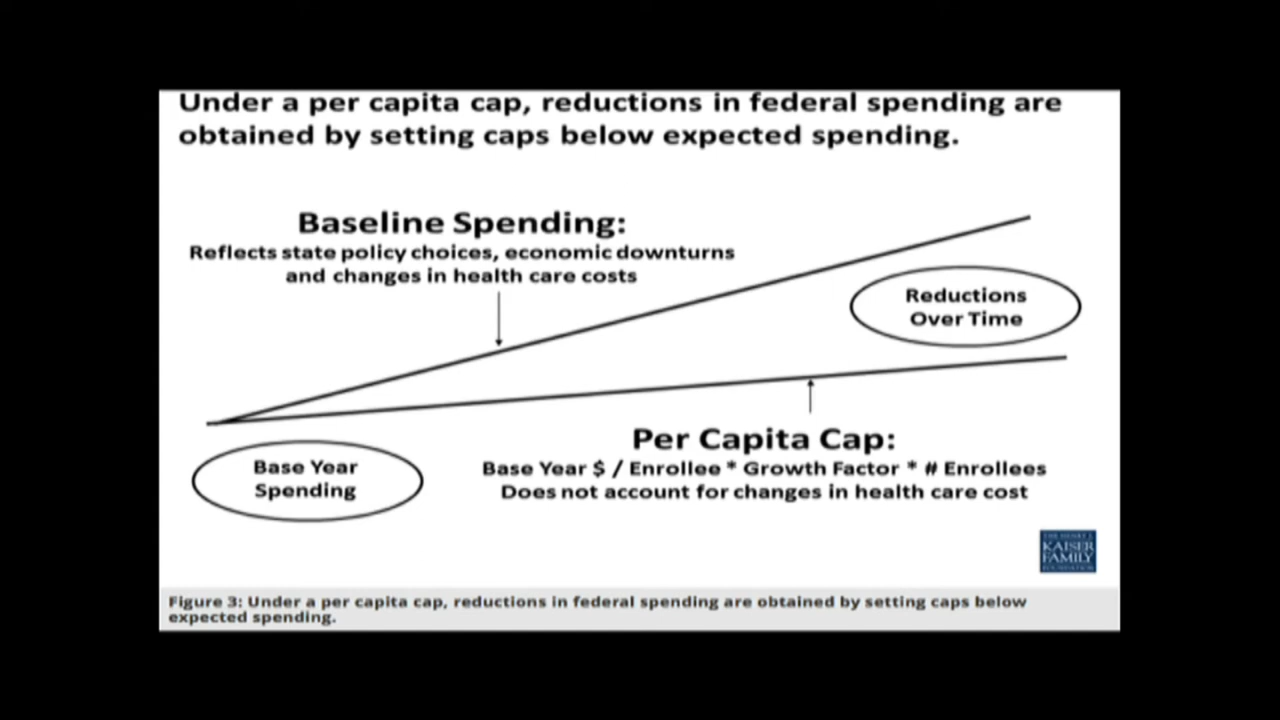 Under a per capita cap, reductions in federal spending are
obtained by setting caps below expected spending.
Baseline Spending:
Reflects state policy choices, economic downturns
and changes in health care costs
Reductions
Over Time
Per Capita Cap:
Base Year $ / Enrollee * Growth Factor * # Enrollees
Does not account for changes in health care cost
Base Year
Spending
THE HENRY J.
KAISER
FAMILY
FOUNDATION
Figure 3: Under a per capita cap, reductions in federal spending are obtained by setting caps below
expected spending.